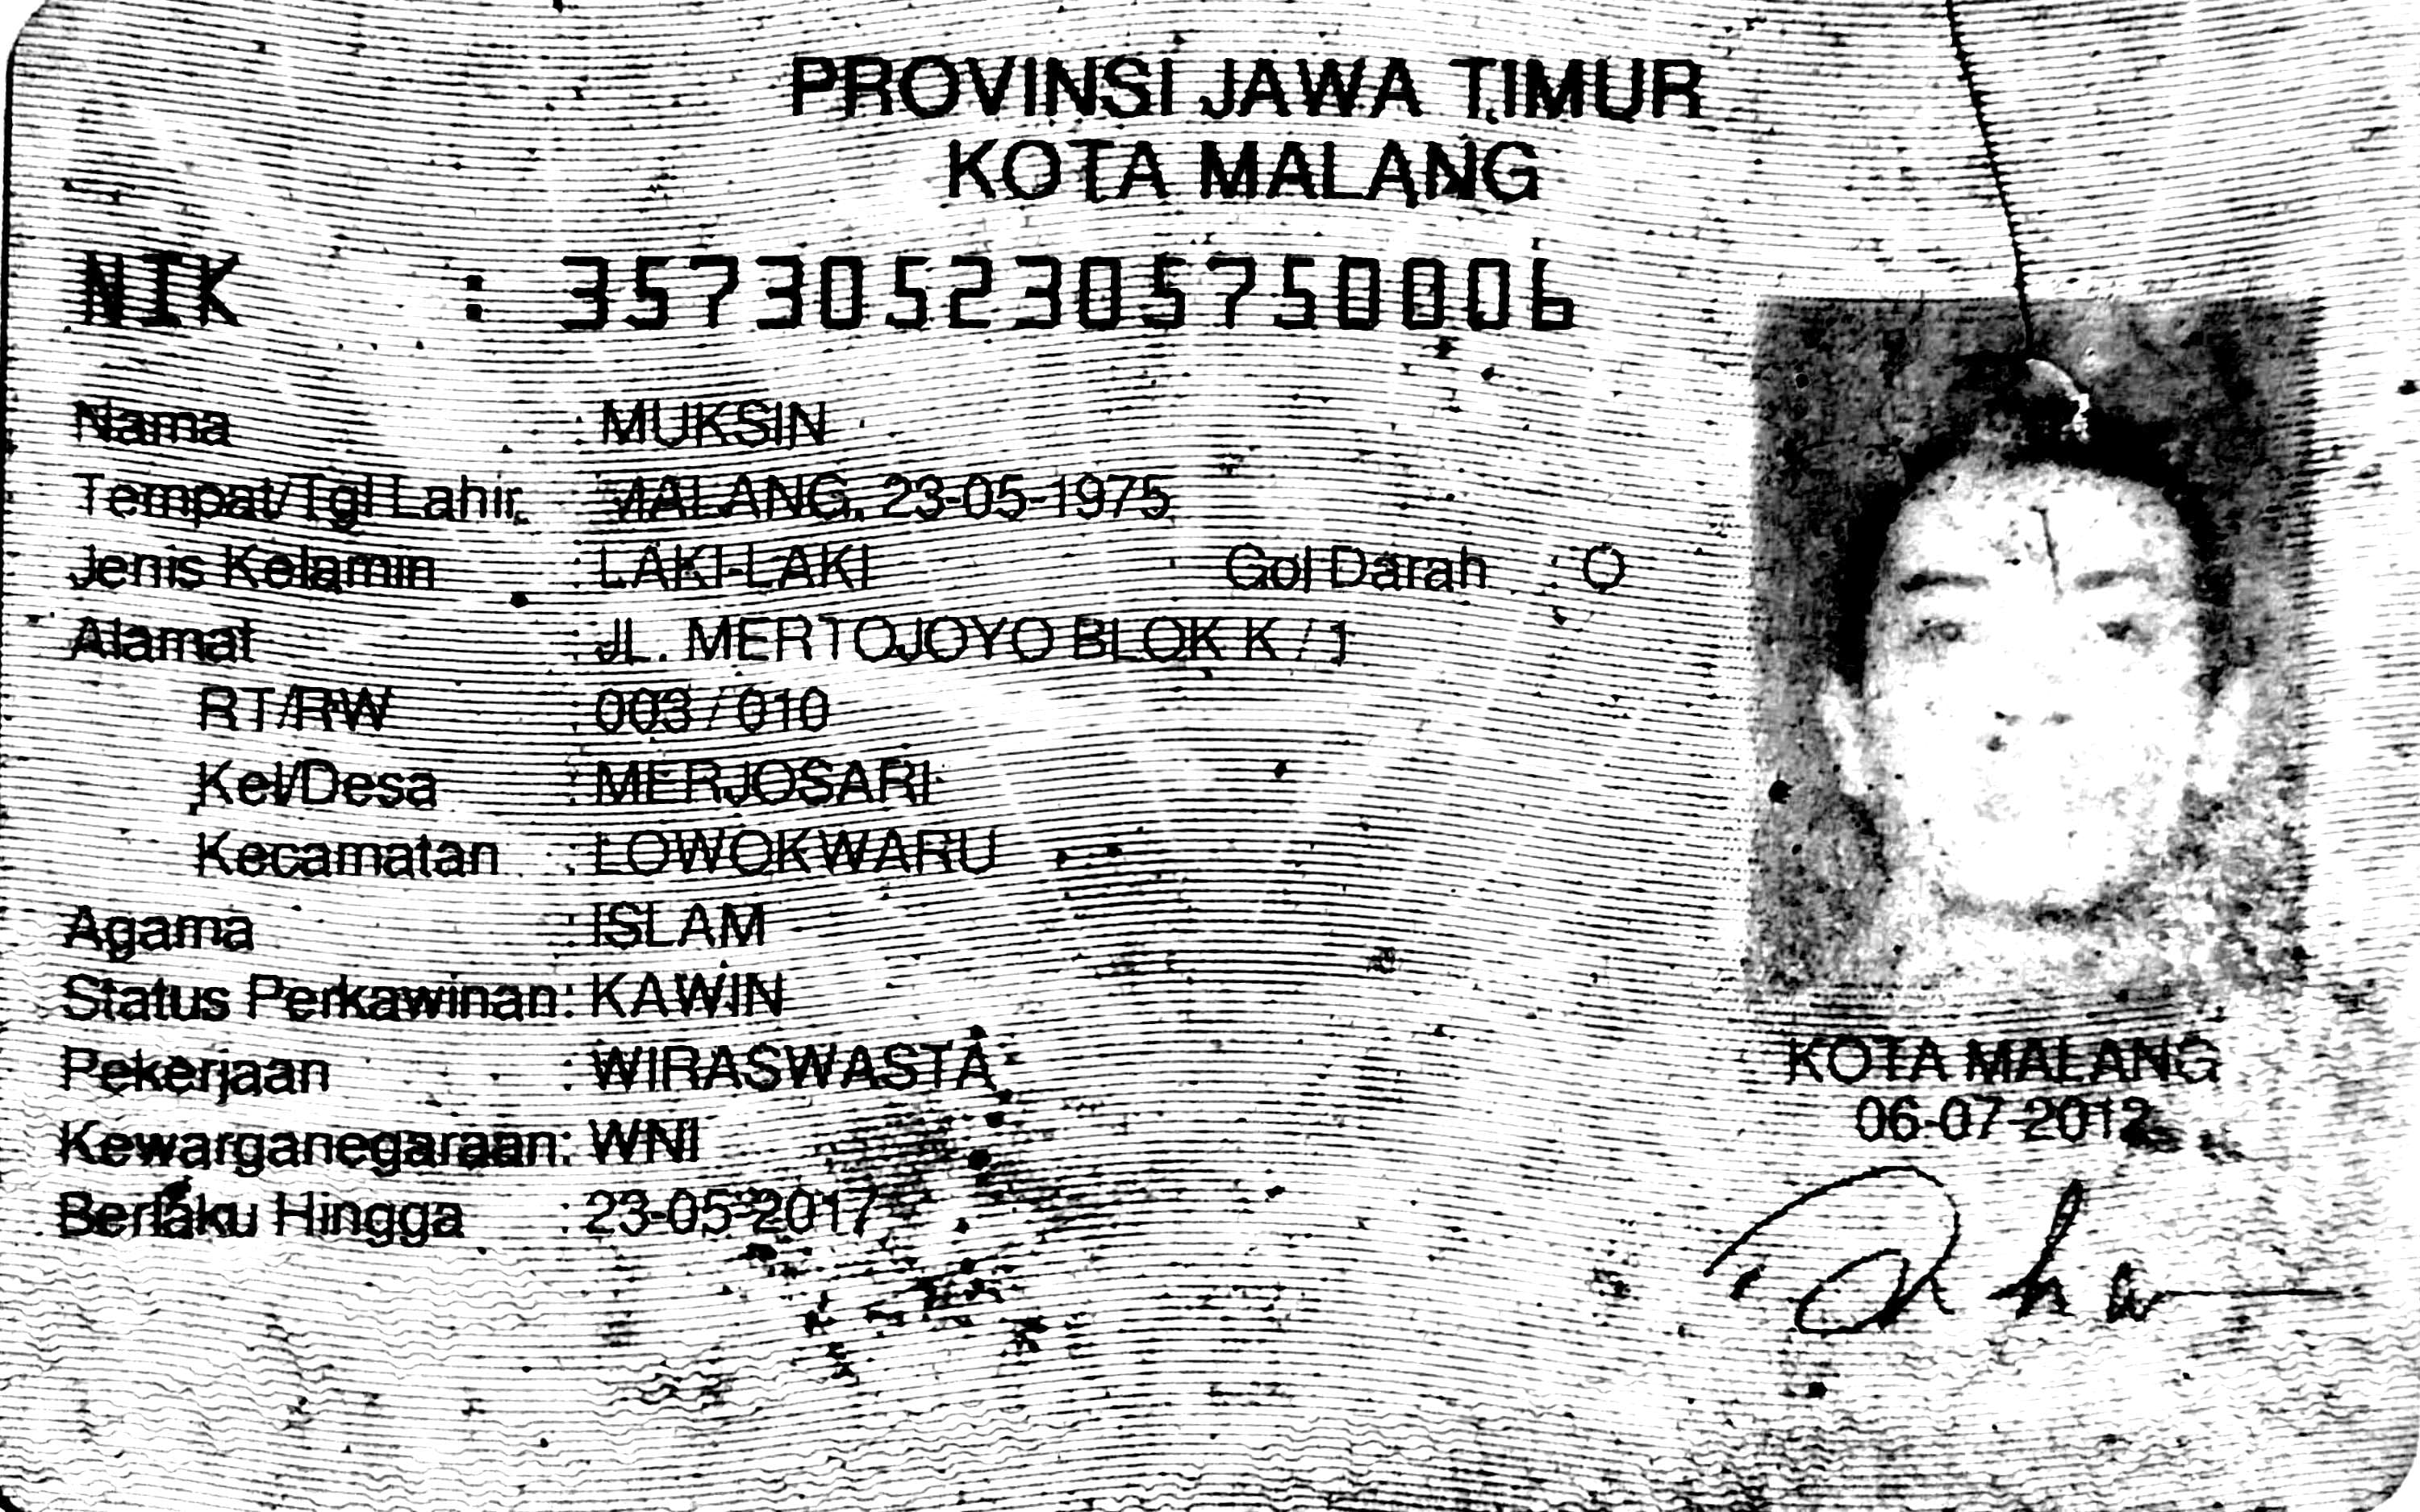 PROVINSI JAWA TIMUR
KOTA MALANG
NIK : 3573052305750006
Nama : MUKSIN
Tempat/Tgl Lahir : MALANG, 23-05-1975
Jenis Kelamin : LAKI-LAKI Gol Darah : O
Alamat : JL. MERTOJOYO BLOK K / 1
RT/RW : 003 / 010
Kel/Desa : MERJOSARI
Kecamatan : LOWOKWARU
Agama : ISLAM
Status Perkawinan: KAWIN
Pekerjaan : WIRASWASTA
Kewarganegaraan: WNI
Berlaku Hingga : 23-05-2017
KOTA MALANG
06-07-2012